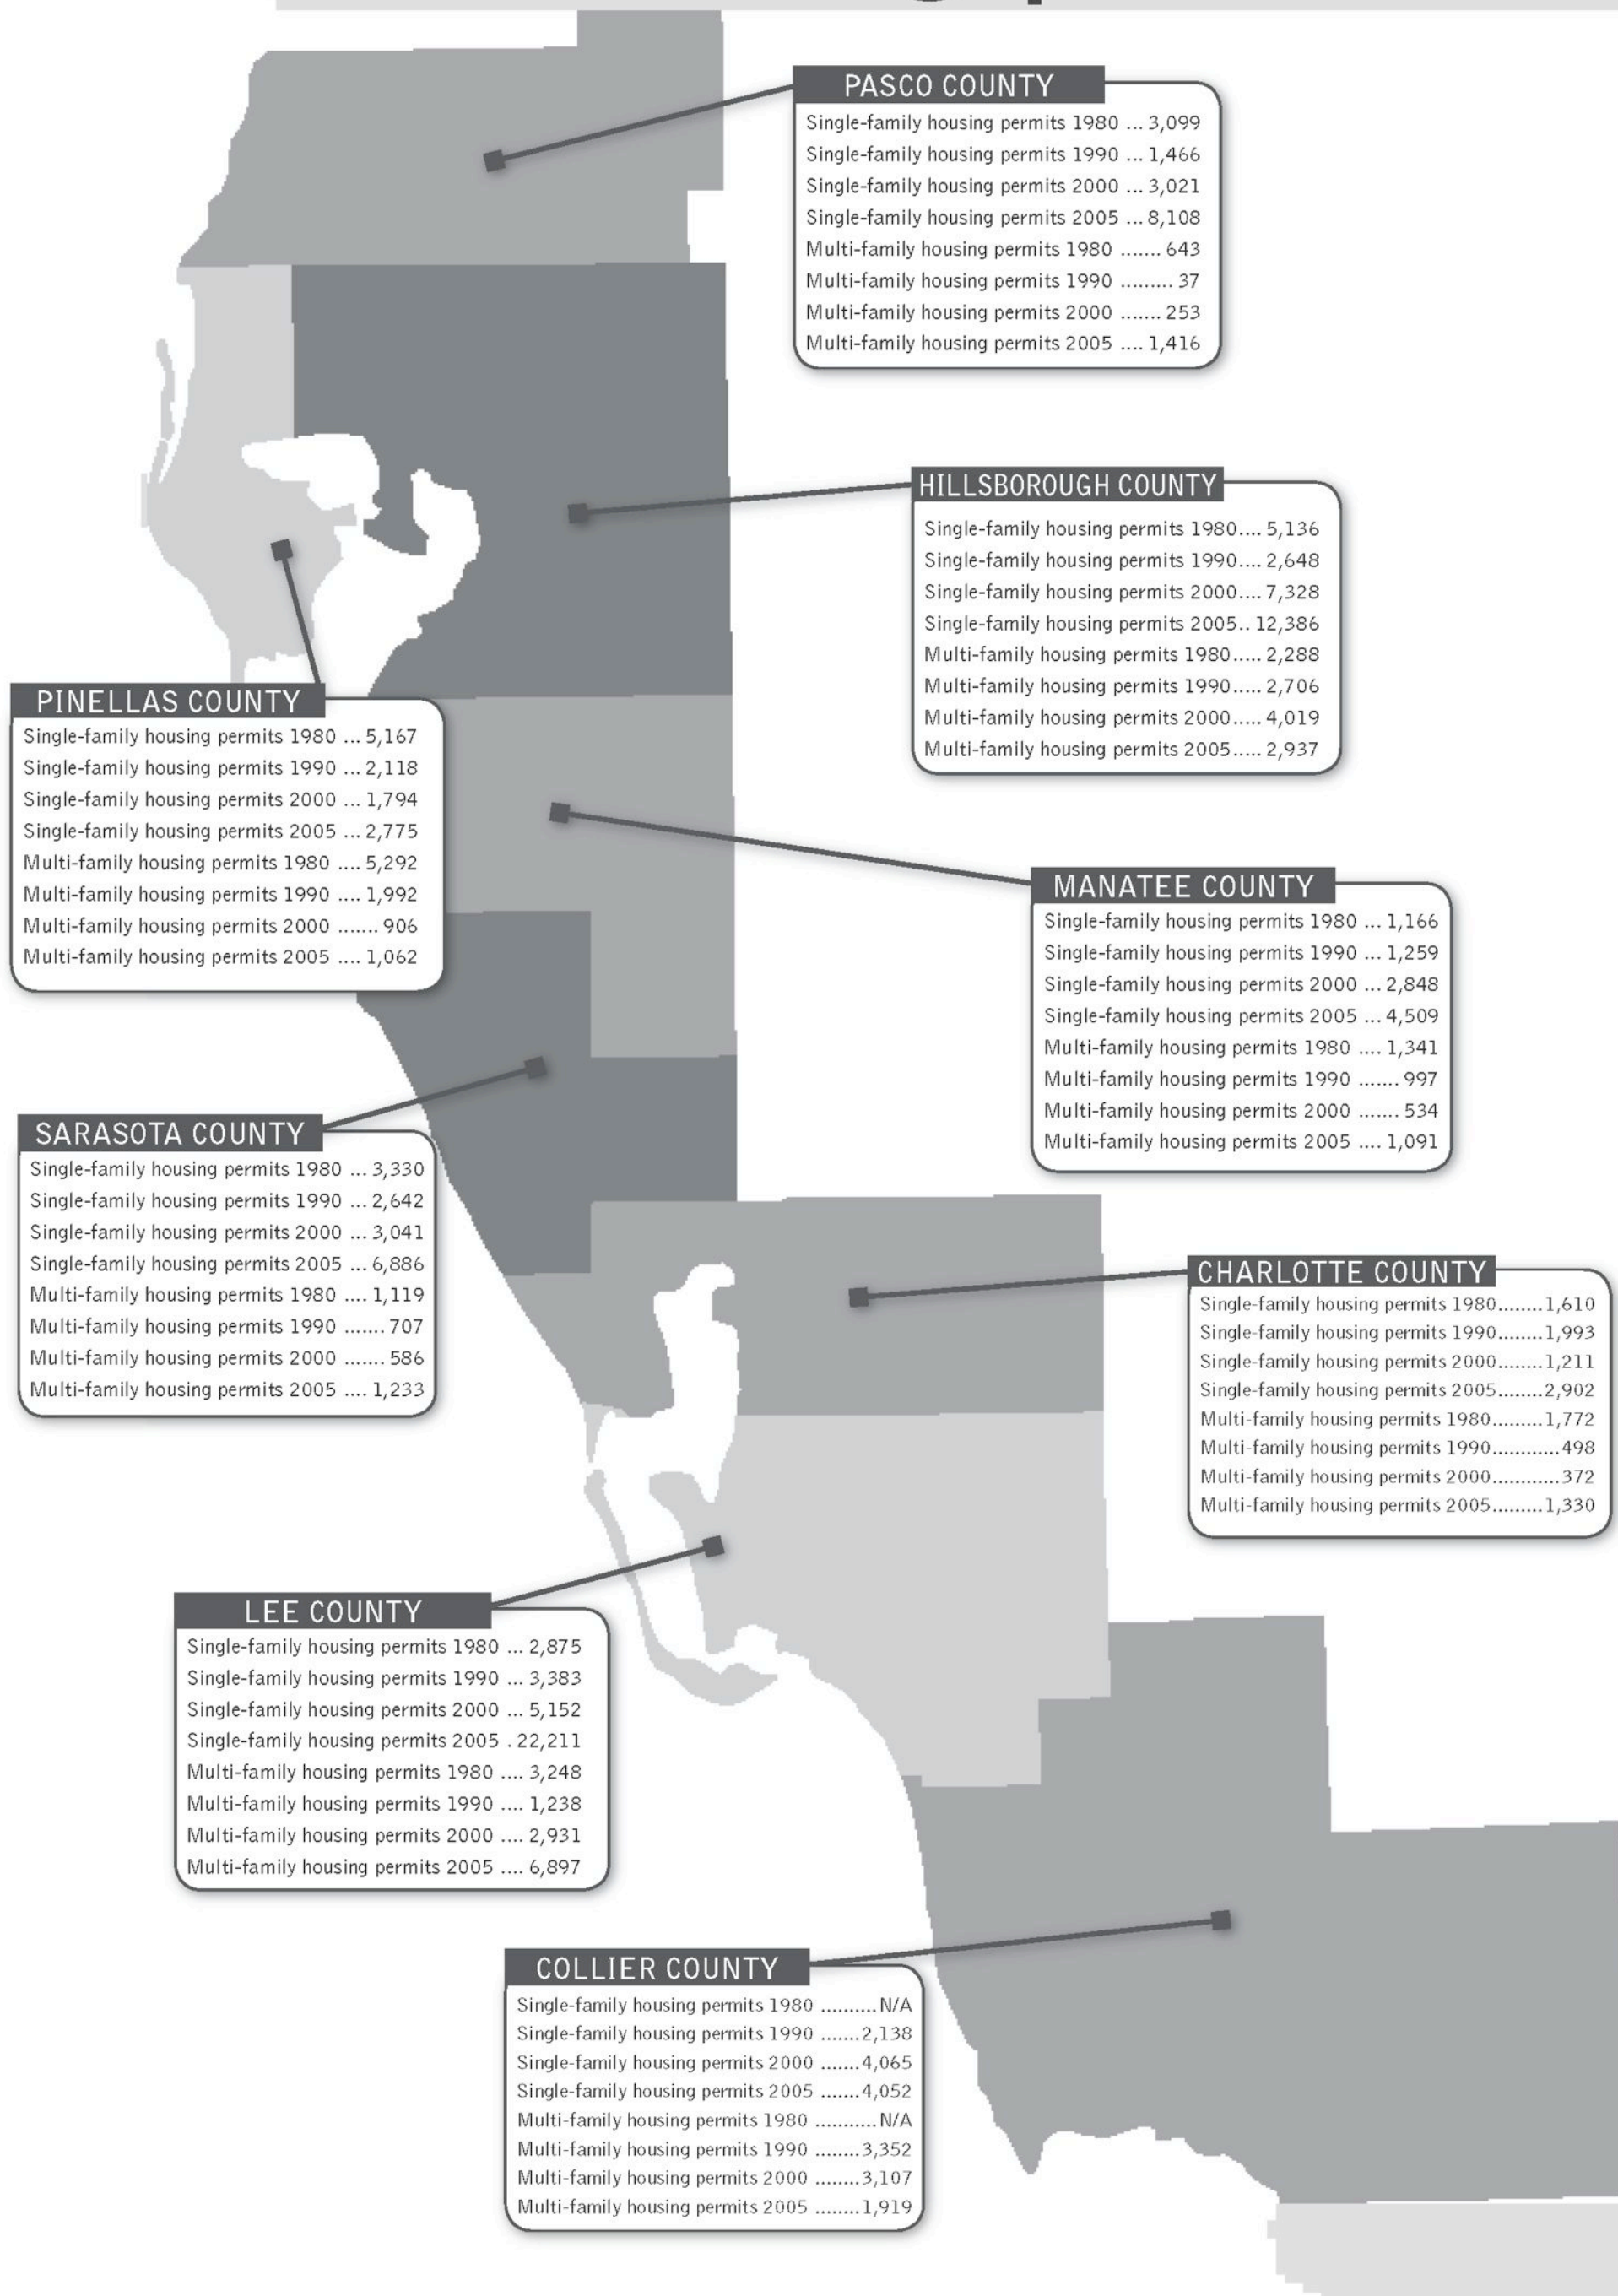 PASCO COUNTY
Single-family housing permits 1980 ... 3,099
Single-family housing permits 1990 ... 1,466
Single-family housing permits 2000 ... 3,021
Single-family housing permits 2005 ... 8,108
Multi-family housing permits 1980 ....... 643
Multi-family housing permits 1990 ......... 37
Multi-family housing permits 2000 ....... 253
Multi-family housing permits 2005 .... 1,416
HILLSBOROUGH COUNTY
Single-family housing permits 1980.... 5,136
Single-family housing permits 1990.... 2,648
Single-family housing permits 2000.... 7,328
Single-family housing permits 2005.. 12,386
Multi-family housing permits 1980..... 2,288
Multi-family housing permits 1990..... 2,706
Multi-family housing permits 2000..... 4,019
Multi-family housing permits 2005..... 2,937
PINELLAS COUNTY
Single-family housing permits 1980 ... 5,167
Single-family housing permits 1990 ... 2,118
Single-family housing permits 2000 ... 1,794
Single-family housing permits 2005 ... 2,775
Multi-family housing permits 1980 .... 5,292
Multi-family housing permits 1990 .... 1,992
Multi-family housing permits 2000 ....... 906
Multi-family housing permits 2005 .... 1,062
MANATEE COUNTY
Single-family housing permits 1980 ... 1,166
Single-family housing permits 1990 ... 1,259
Single-family housing permits 2000 ... 2,848
Single-family housing permits 2005 ... 4,509
Multi-family housing permits 1980 .... 1,341
Multi-family housing permits 1990 ....... 997
Multi-family housing permits 2000 ....... 534
Multi-family housing permits 2005 .... 1,091
SARASOTA COUNTY
Single-family housing permits 1980 ... 3,330
Single-family housing permits 1990 ... 2,642
Single-family housing permits 2000 ... 3,041
Single-family housing permits 2005 ... 6,886
Multi-family housing permits 1980 .... 1,119
Multi-family housing permits 1990 ....... 707
Multi-family housing permits 2000 ....... 586
Multi-family housing permits 2005 .... 1,233
CHARLOTTE COUNTY
Single-family housing permits 1980........1,610
Single-family housing permits 1990........1,993
Single-family housing permits 2000........1,211
Single-family housing permits 2005........2,902
Multi-family housing permits 1980.........1,772
Multi-family housing permits 1990............498
Multi-family housing permits 2000............372
Multi-family housing permits 2005.........1,330
LEE COUNTY
Single-family housing permits 1980 ... 2,875
Single-family housing permits 1990 ... 3,383
Single-family housing permits 2000 ... 5,152
Single-family housing permits 2005 . 22,211
Multi-family housing permits 1980 .... 3,248
Multi-family housing permits 1990 .... 1,238
Multi-family housing permits 2000 .... 2,931
Multi-family housing permits 2005 .... 6,897
COLLIER COUNTY
Single-family housing permits 1980 ..........N/A
Single-family housing permits 1990 .......2,138
Single-family housing permits 2000 .......4,065
Single-family housing permits 2005 .......4,052
Multi-family housing permits 1980 ...........N/A
Multi-family housing permits 1990 ........3,352
Multi-family housing permits 2000 ........3,107
Multi-family housing permits 2005 ........1,919